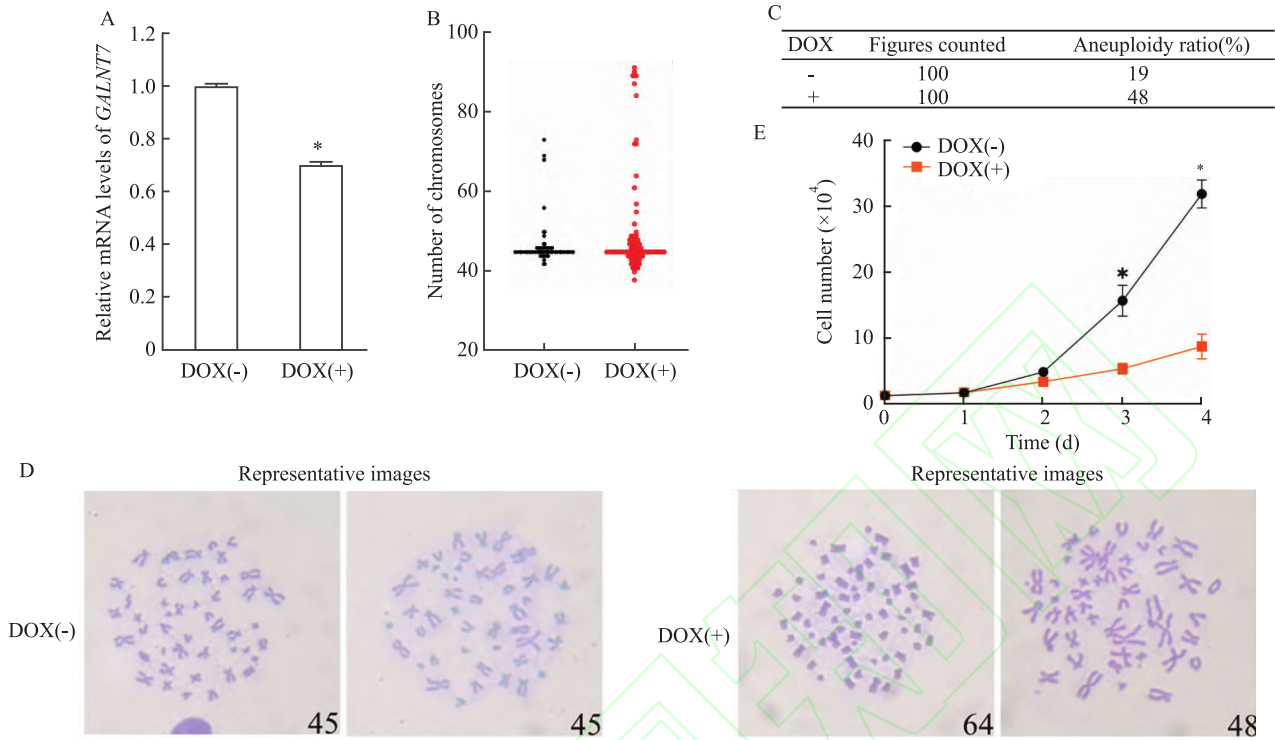 A
Relative mRNA levels of GALNT7
1.2
1.0
0.8
0.6
0.4
0.2
0
*
DOX(-)
DOX(+)
B
Number of chromosomes
100
80
60
40
20
DOX(-)
DOX(+)
C
DOX Figures counted Aneuploidy ratio(%)
- 100 19
+ 100 48
E
Cell number (×10⁴)
40
30
20
10
0
DOX(-)
DOX(+)
*
*
0 1 2 3 4
Time (d)
D
Representative images
Representative images
DOX(-)
45
45
DOX(+)
64
48